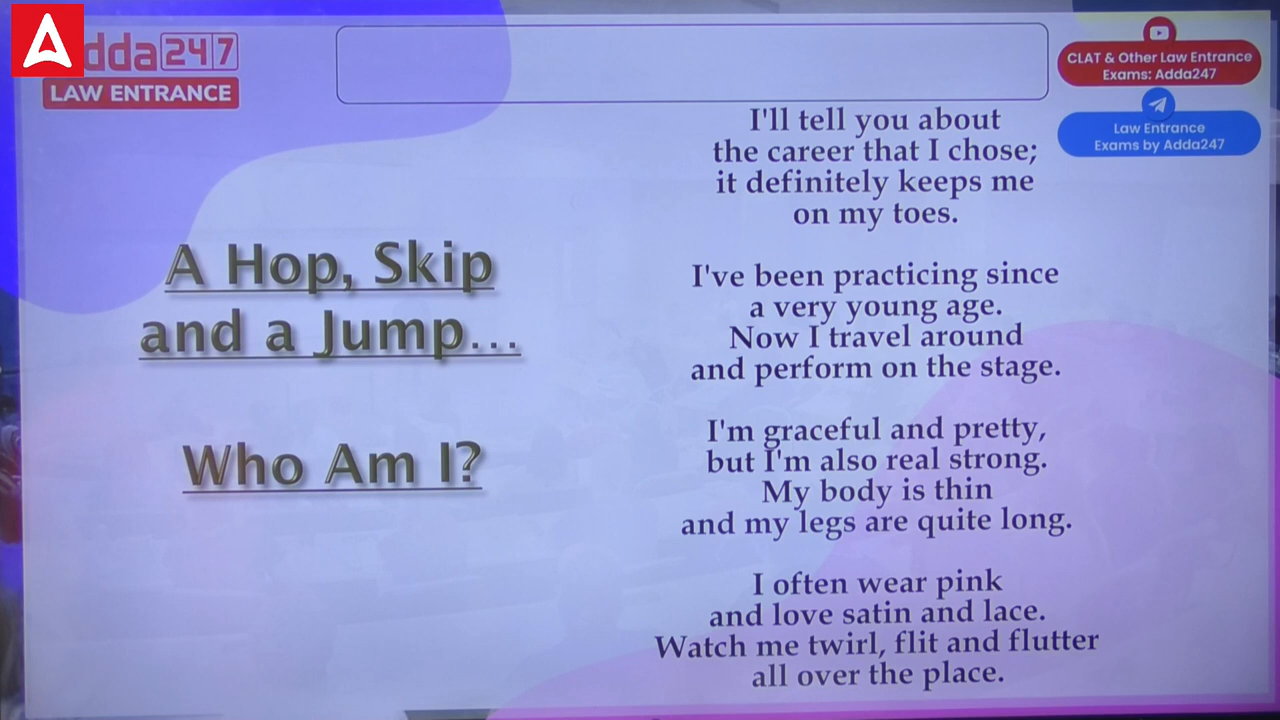 Adda247
LAW ENTRANCE
CLAT & Other Law Entrance
Exams: Adda247
Law Entrance
Exams by Adda247
A Hop, Skip
and a Jump...
Who Am I?
I'll tell you about
the career that I chose;
it definitely keeps me
on my toes.
I've been practicing since
a very young age.
Now I travel around
and perform on the stage.
I'm graceful and pretty,
but I'm also real strong.
My body is thin
and my legs are quite long.
I often wear pink
and love satin and lace.
Watch me twirl, flit and flutter
all over the place.